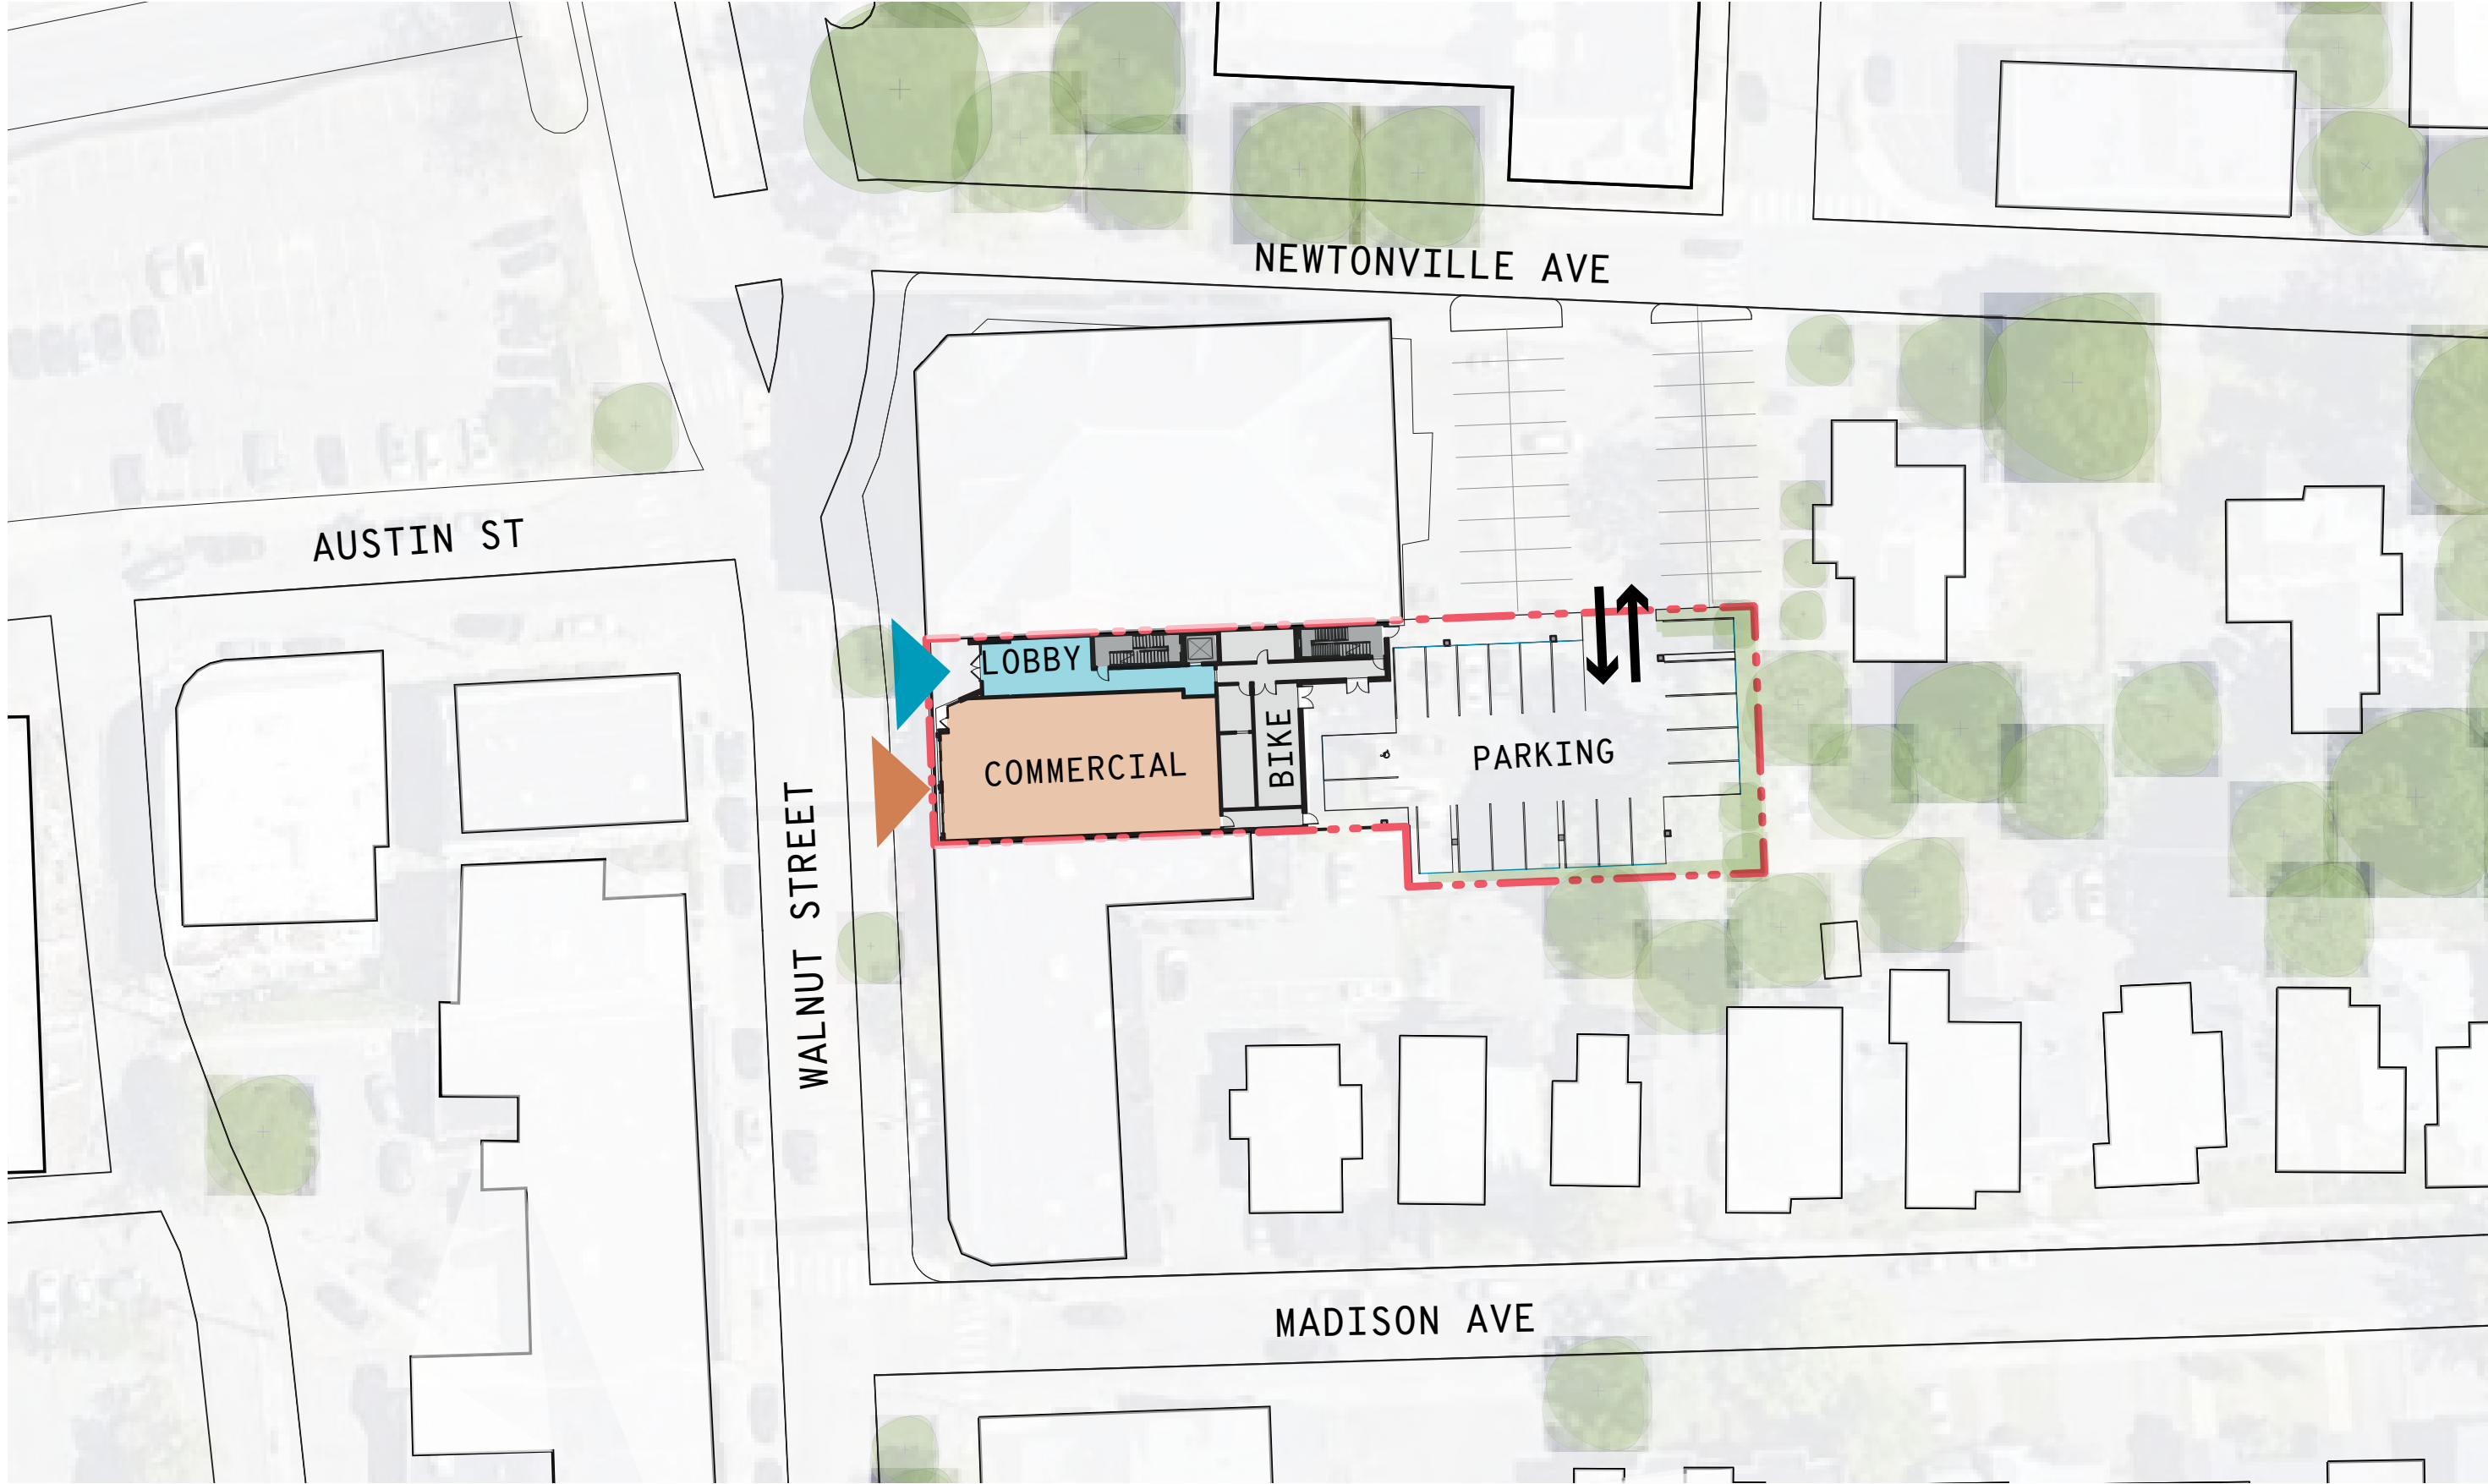 NEWTONVILLE AVE
AUSTIN ST
LOBBY
COMMERCIAL
BIKE
PARKING
WALNUT STREET
MADISON AVE